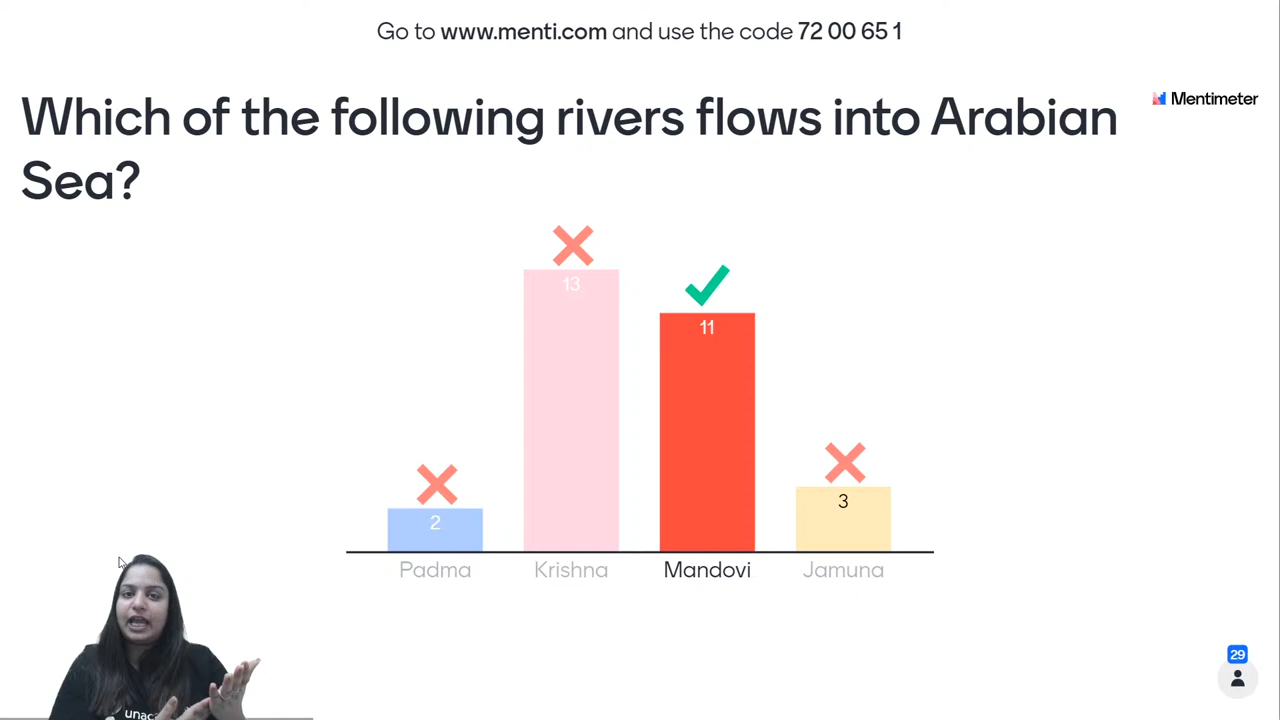 Go to www.menti.com and use the code 72 00 65 1
Mentimeter
Which of the following rivers flows into Arabian
Sea?
13
11
2
3
Padma Krishna Mandovi Jamuna
29
unaca